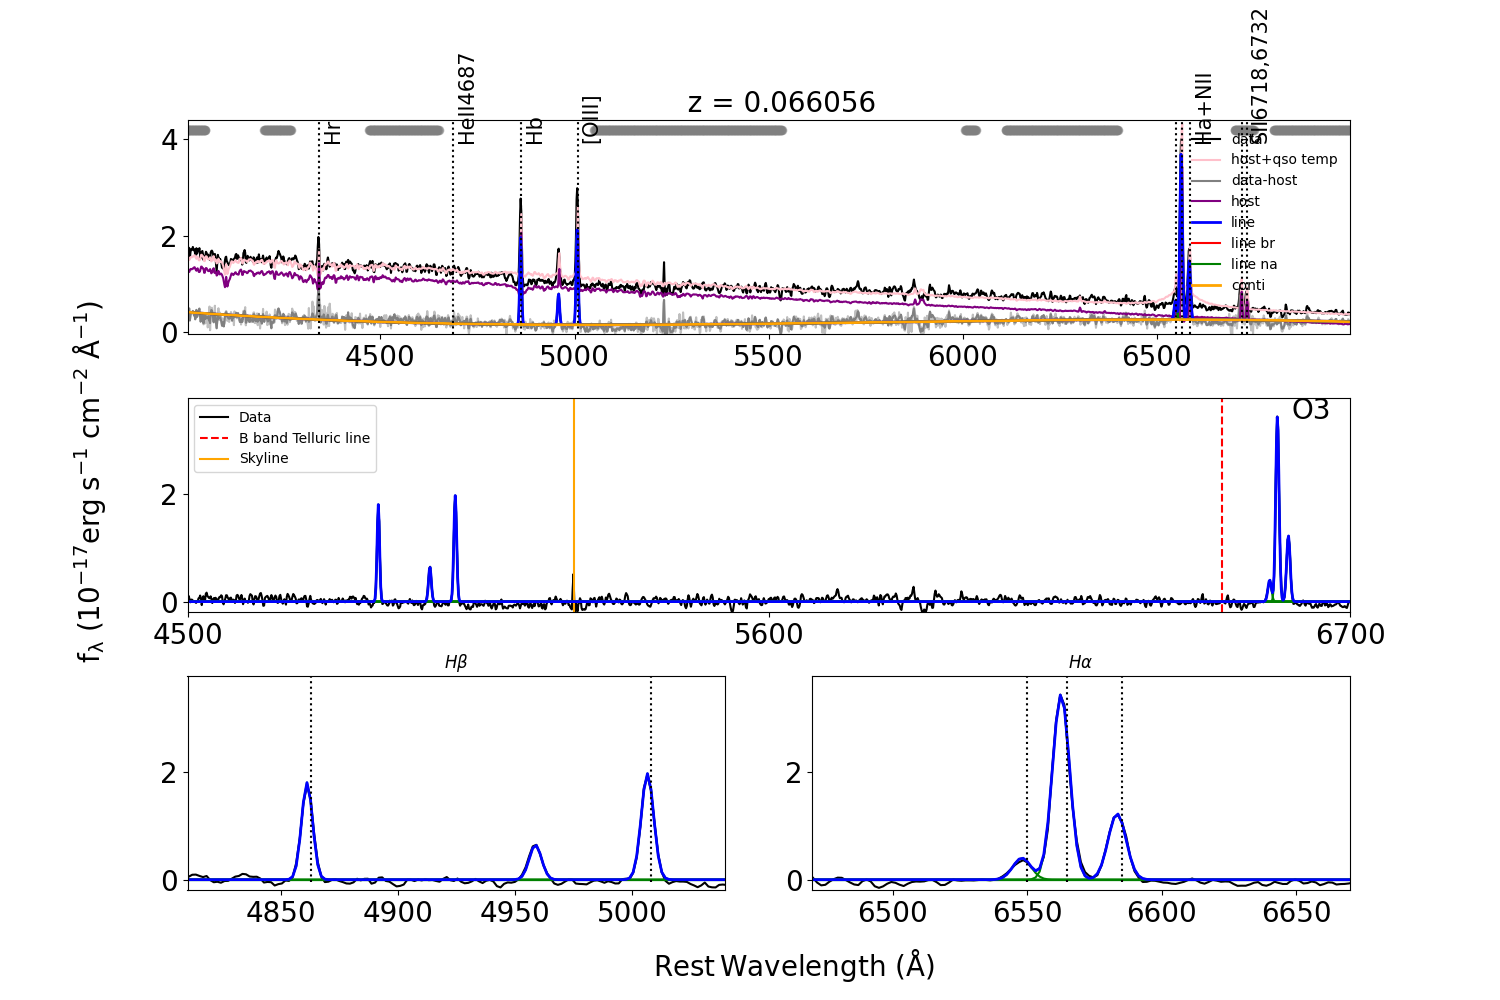 z = 0.066056
Hr
HeII4687
Hb
[OIII]
Ha+NII
SII6718,6732
data
host+qso temp
data-host
host
line
line br
line na
conti
4
2
0
4500
5000
5500
6000
6500
Data
B band Telluric line
Skyline
O3
2
0
4500
5600
6700
fλ (10−17erg s−1 cm−2 Å−1)
Hβ
2
0
4850
4900
4950
5000
Hα
2
0
6500
6550
6600
6650
Rest Wavelength (Å)